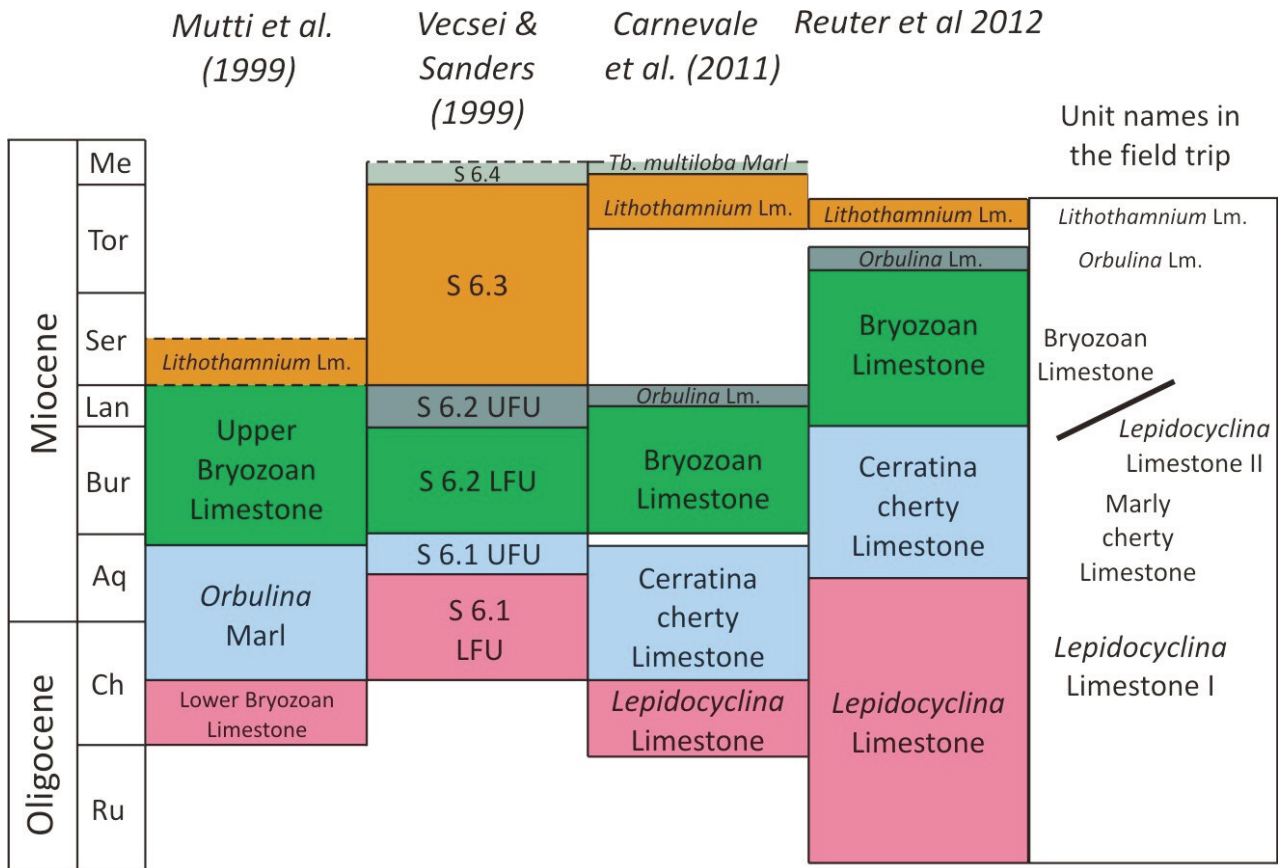 Mutti et al.
(1999)
Vecsei &
Sanders
(1999)
Carnevale
et al. (2011)
Reuter et al 2012
Unit names in
the field trip
Miocene
Oligocene
Me
Tor
Ser
Lan
Bur
Aq
Ch
Ru
Lithothamnium Lm.
Upper
Bryozoan
Limestone
Orbulina
Marl
Lower Bryozoan
Limestone
S 6.4
S 6.3
S 6.2 UFU
S 6.2 LFU
S 6.1 UFU
S 6.1
LFU
Tb. multiloba Marl
Lithothamnium Lm.
Orbulina Lm.
Bryozoan
Limestone
Cerratina
cherty
Limestone
Lepidocyclina
Limestone
Lithothamnium Lm.
Orbulina Lm.
Bryozoan
Limestone
Cerratina
cherty
Limestone
Lepidocyclina
Limestone
Lithothamnium Lm.
Orbulina Lm.
Bryozoan
Limestone
Lepidocyclina
Limestone II
Marly
cherty
Limestone
Lepidocyclina
Limestone I